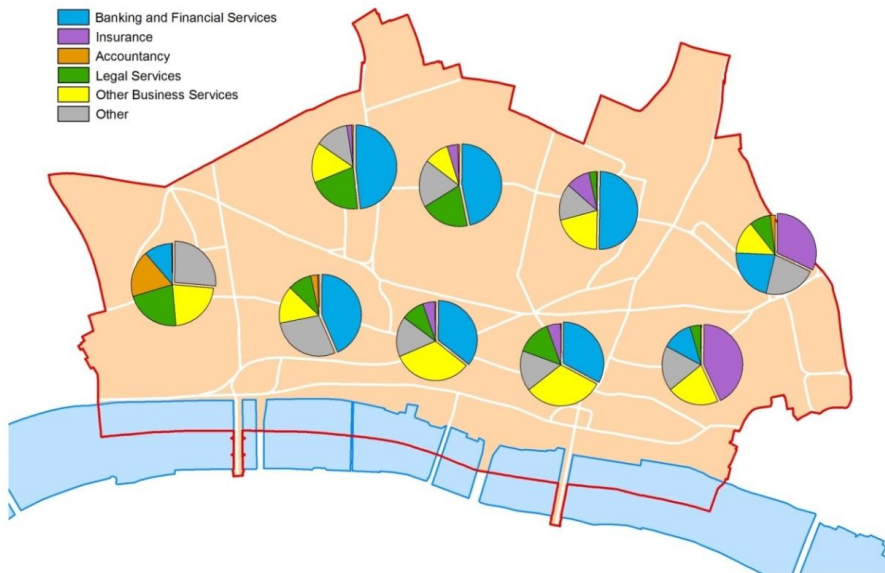 Banking and Financial Services
Insurance
Accountancy
Legal Services
Other Business Services
Other